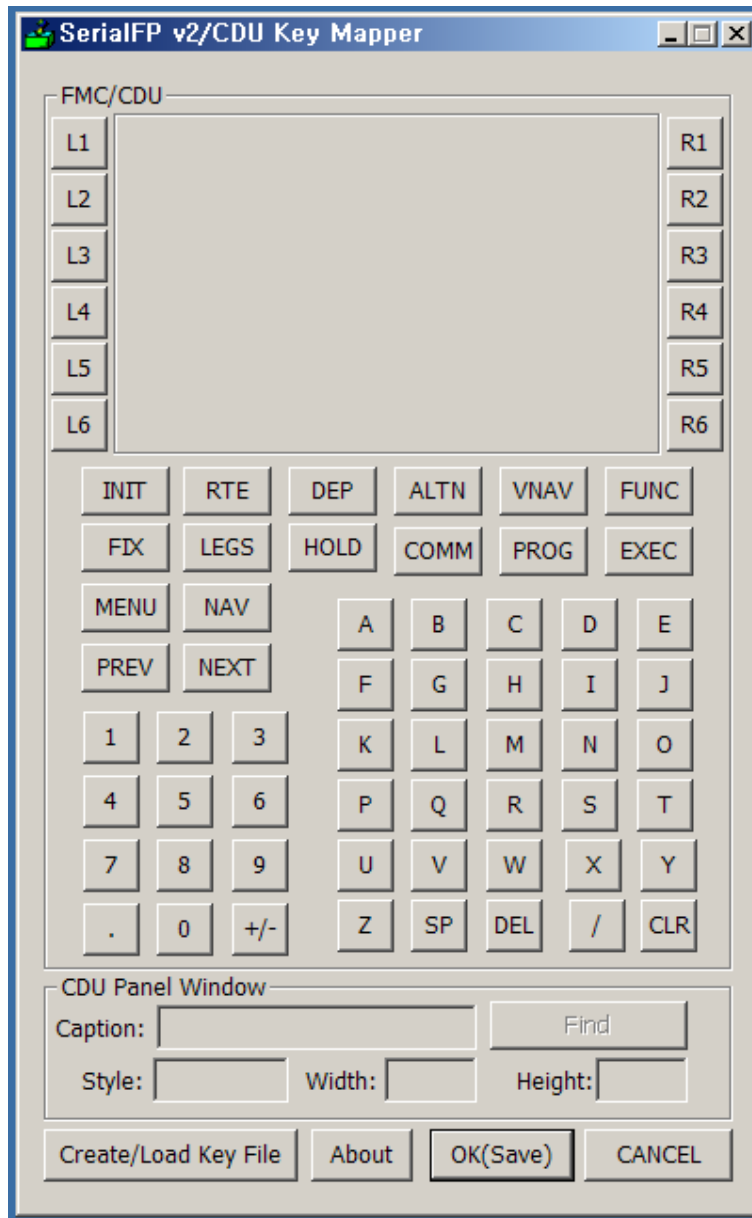 SerialFP v2/CDU Key Mapper
FMC/CDU
L1 R1
L2 R2
L3 R3
L4 R4
L5 R5
L6 R6
INIT RTE DEP ALTN VNAV FUNC
FIX LEGS HOLD COMM PROG EXEC
MENU NAV
PREV NEXT
A B C D E
F G H I J
1 2 3 K L M N O
4 5 6 P Q R S T
7 8 9 U V W X Y
. 0 +/- Z SP DEL / CLR
CDU Panel Window
Caption: Find
Style: Width: Height:
Create/Load Key File About OK(Save) CANCEL